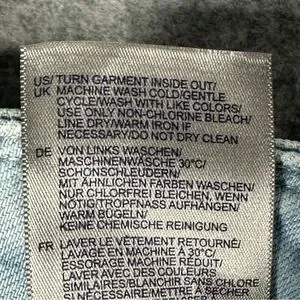 US/ TURN GARMENT INSIDE OUT/
UK MACHINE WASH COLD/GENTLE
CYCLE/WASH WITH LIKE COLORS/
USE ONLY NON-CHLORINE BLEACH/
LINE DRY/WARM IRON IF
NECESSARY/DO NOT DRY CLEAN
DE VON LINKS WASCHEN/
MASCHINENWÄSCHE 30°C/
SCHONSCHLEUDERN/
MIT ÄHNLICHEN FARBEN WASCHEN/
NUR CHLORFREI BLEICHEN, WENN
NÖTIG/TROPFNASS AUFHÄNGEN/
WARM BÜGELN/
KEINE CHEMISCHE REINIGUNG
FR LAVER LE VÊTEMENT RETOURNÉ/
LAVAGE EN MACHINE A 30°C/
ESSORAGE MACHINE RÉDUIT/
LAVER AVEC DES COULEURS
SIMILAIRES/BLANCHIR SANS
CHLORE/METTRE À SÉCHER